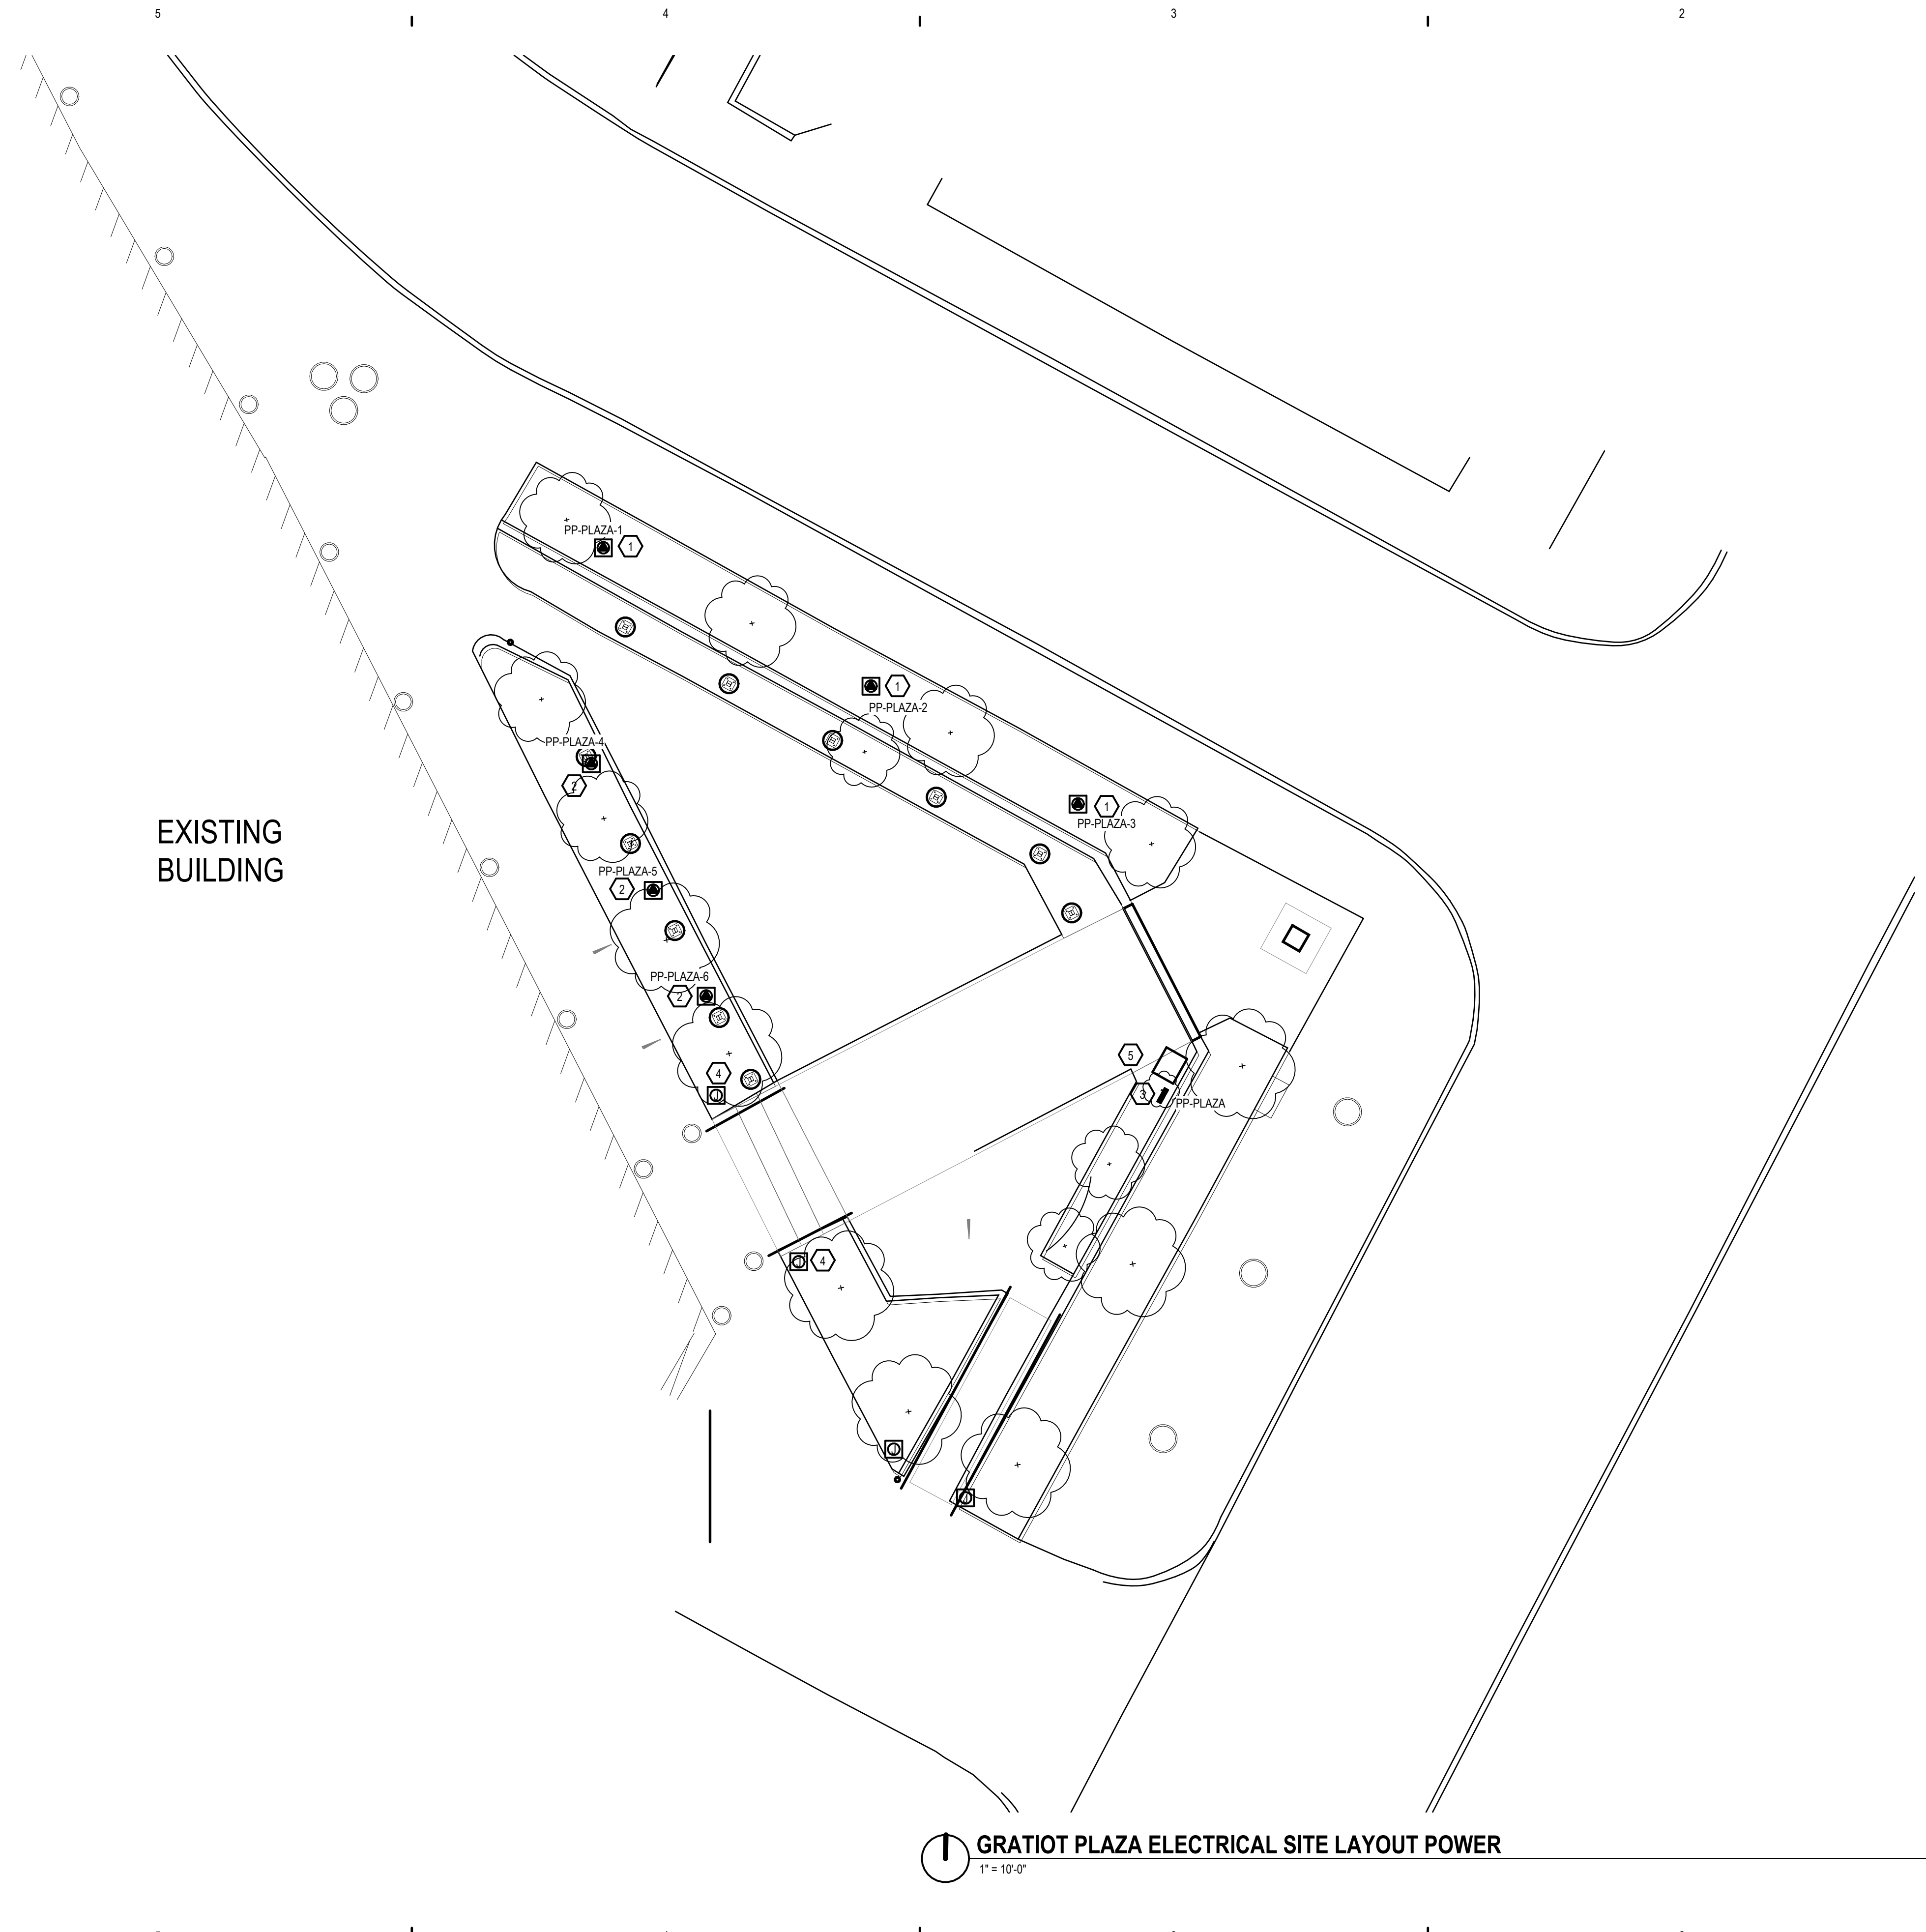 5 4 3 2
PP-PLAZA-1
1
1
PP-PLAZA-2
PP-PLAZA-4
2
1
PP-PLAZA-3
EXISTING
BUILDING
PP-PLAZA-5
2
PP-PLAZA-6
2
5
4
3
PP-PLAZA
J
J
4
J
J
GRATIOT PLAZA ELECTRICAL SITE LAYOUT POWER
1" = 10'-0"